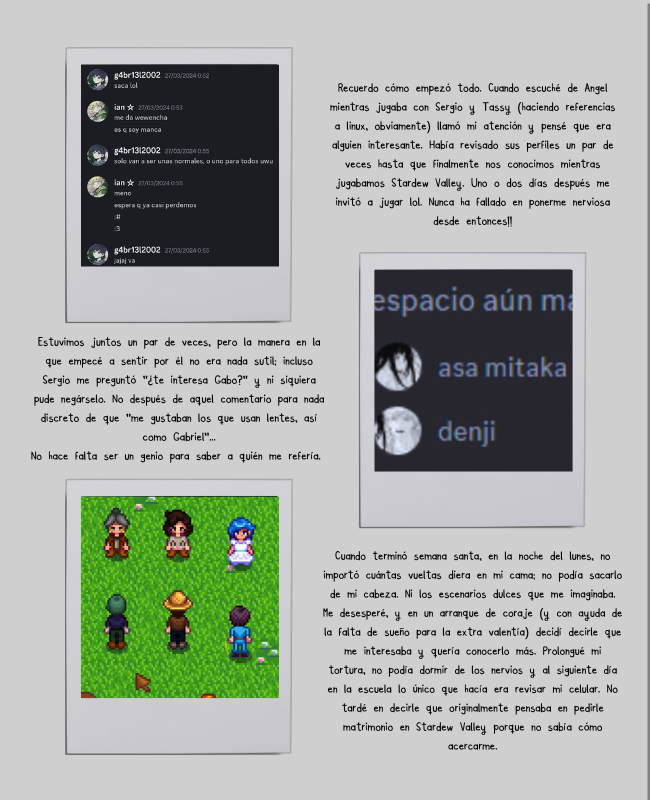 g4br13l2002 27/03/2024 0:52
saca lol
ian ☆ 27/03/2024 0:53
me da wewencha
es q soy manca
g4br13l2002 27/03/2024 0:55
solo van a ser unas normales, o uno para todos uwu
ian ☆ 27/03/2024 0:55
meno
espera q ya casi perdemos
:#
:3
g4br13l2002 27/03/2024 0:55
jajaj va
Recuerdo cómo empezó todo. Cuando escuché de Angel
mientras jugaba con Sergio y Tassy (haciendo referencias
a linux, obviamente) llamó mi atención y pensé que era
alguien interesante. Había revisado sus perfiles un par de
veces hasta que finalmente nos conocimos mientras
jugabamos Stardew Valley. Uno o dos días después me
invitó a jugar lol. Nunca ha fallado en ponerme nerviosa
desde entonces!!
Estuvimos juntos un par de veces, pero la manera en la
que empecé a sentir por él no era nada sutil; incluso
Sergio me preguntó "¿te interesa Gabo?" y ni siquiera
pude negárselo. No después de aquel comentario para nada
discreto de que "me gustaban los que usan lentes, así
como Gabriel"...
No hace falta ser un genio para saber a quién me refería.
espacio aún ma
asa mitaka
denji
Cuando terminó semana santa, en la noche del lunes, no
importó cuántas vueltas diera en mi cama; no podía sacarlo
de mi cabeza. Ni los escenarios dulces que me imaginaba.
Me desesperé, y en un arranque de coraje (y con ayuda de
la falta de sueño para la extra valentía) decidí decirle que
me interesaba y quería conocerlo más. Prolongué mi
tortura, no podía dormir de los nervios y al siguiente día
en la escuela lo único que hacía era revisar mi celular. No
tardé en decirle que originalmente pensaba en pedirle
matrimonio en Stardew Valley porque no sabía cómo
acercarme.